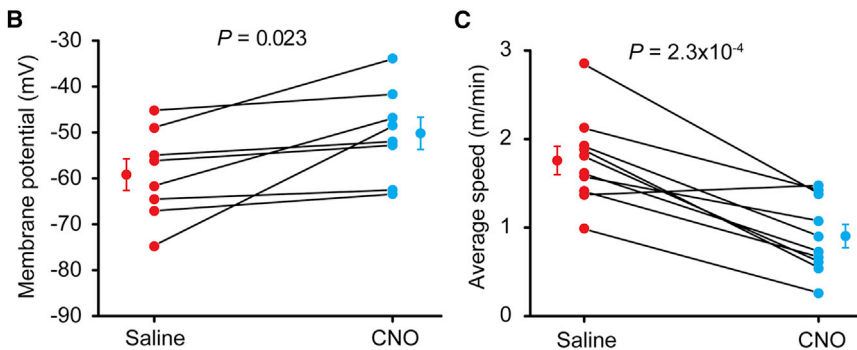 B
P = 0.023
Membrane potential (mV)
-30
-40
-50
-60
-70
-80
-90
Saline
CNO
C
P = 2.3x10-4
Average speed (m/min)
3
2
1
0
Saline
CNO